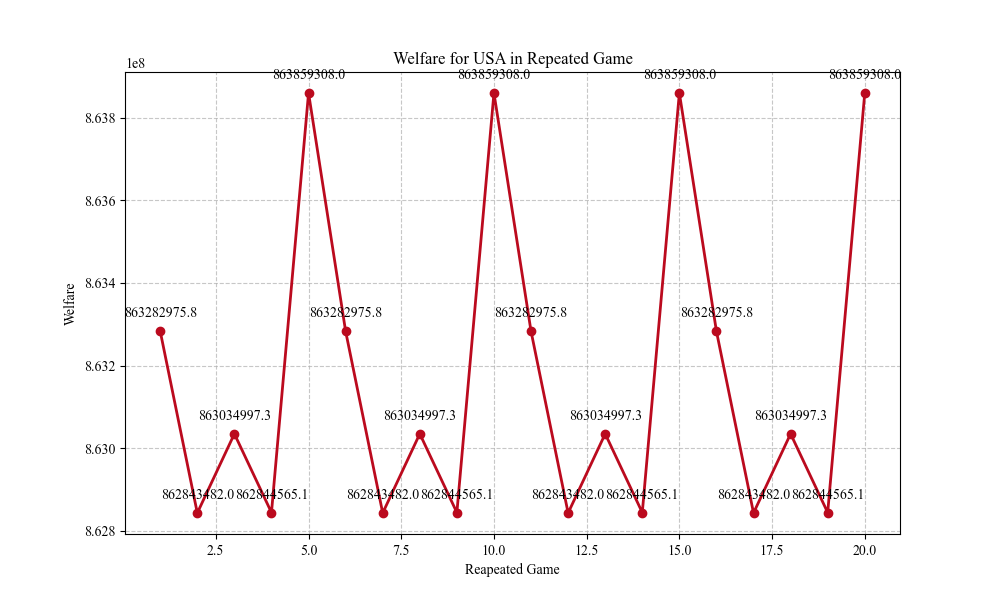 Welfare for USA in Repeated Game
1e8
863859308.0 863859308.0 863859308.0 863859308.0
8.638
8.636
8.634
863282975.8 863282975.8 863282975.8 863282975.8
8.632
863034997.3 863034997.3 863034997.3 863034997.3
8.630
862843482.0 862844565.1 862843482.0 862844565.1 862843482.0 862844565.1 862843482.0 862844565.1
8.628
Welfare
2.5 5.0 7.5 10.0 12.5 15.0 17.5 20.0
Reapeated Game